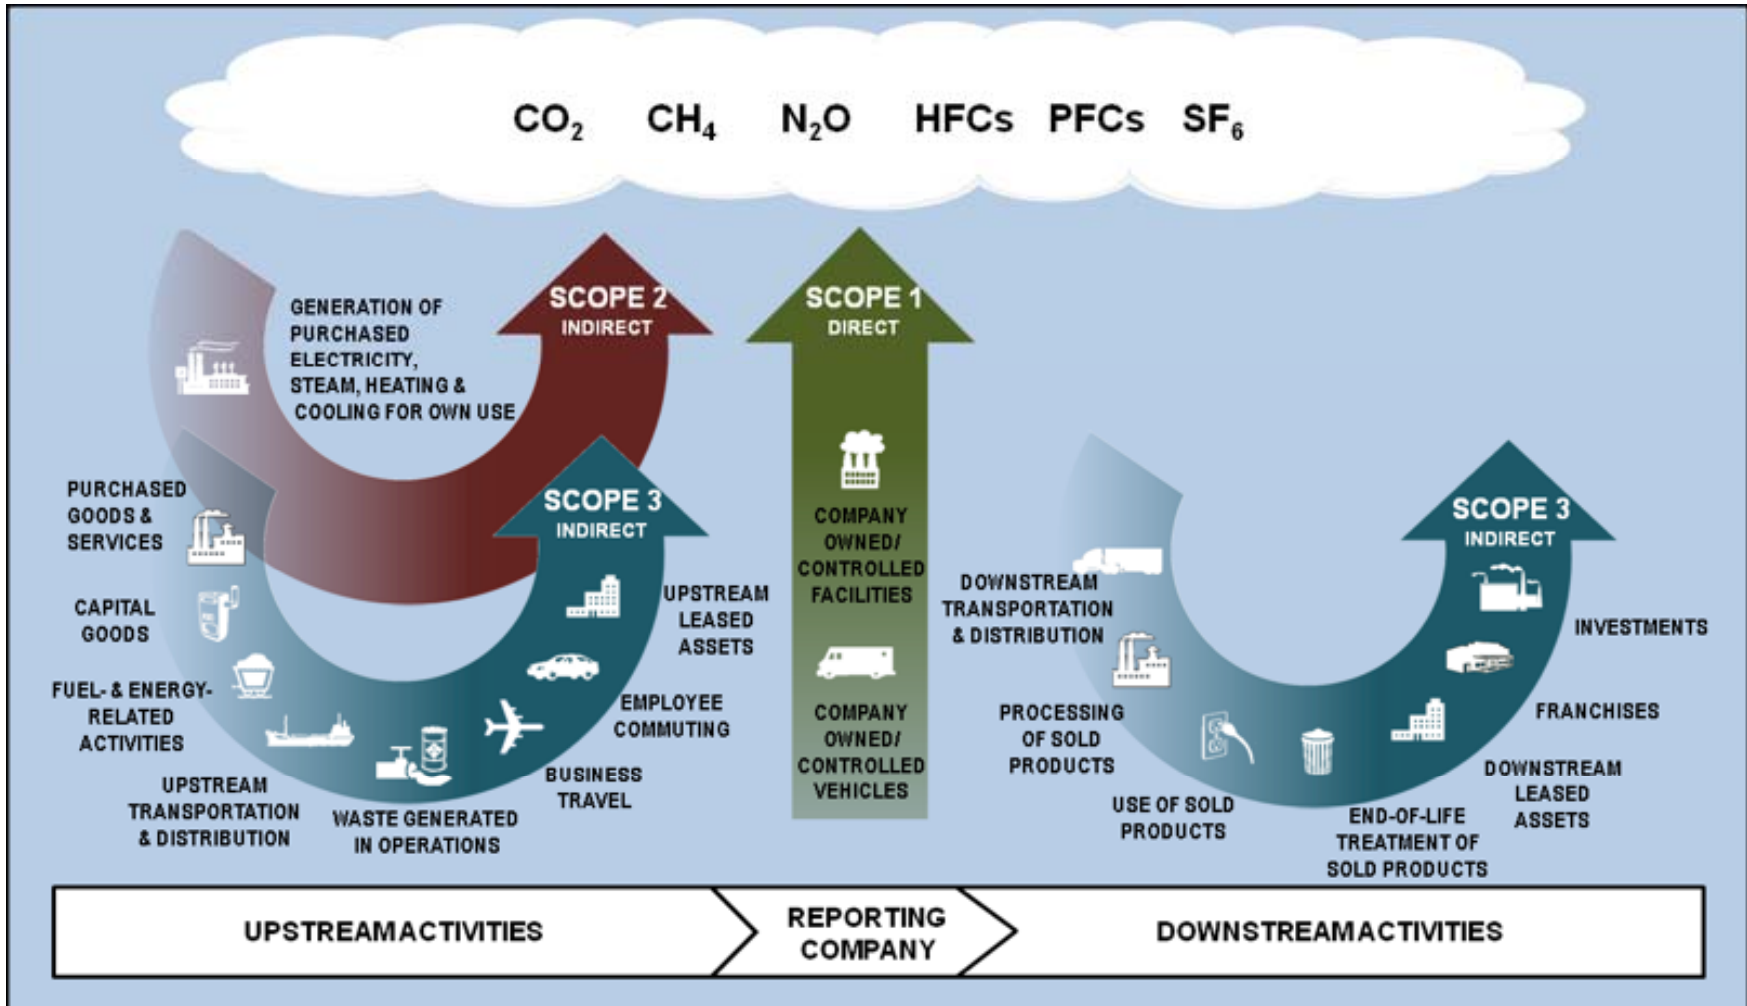 CO2 CH4 N2O HFCs PFCs SF6
SCOPE 2
INDIRECT
GENERATION OF
PURCHASED
ELECTRICITY,
STEAM, HEATING &
COOLING FOR OWN USE
SCOPE 1
DIRECT
COMPANY
OWNED/
CONTROLLED
FACILITIES
COMPANY
OWNED/
CONTROLLED
VEHICLES
SCOPE 3
INDIRECT
PURCHASED
GOODS &
SERVICES
CAPITAL
GOODS
FUEL- & ENERGY-
RELATED
ACTIVITIES
UPSTREAM
TRANSPORTATION
& DISTRIBUTION
WASTE GENERATED
IN OPERATIONS
BUSINESS
TRAVEL
EMPLOYEE
COMMUTING
UPSTREAM
LEASED
ASSETS
SCOPE 3
INDIRECT
DOWNSTREAM
TRANSPORTATION
& DISTRIBUTION
PROCESSING
OF SOLD
PRODUCTS
USE OF SOLD
PRODUCTS
END-OF-LIFE
TREATMENT OF
SOLD PRODUCTS
DOWNSTREAM
LEASED
ASSETS
FRANCHISES
INVESTMENTS
UPSTREAM ACTIVITIES
REPORTING
COMPANY
DOWNSTREAM ACTIVITIES